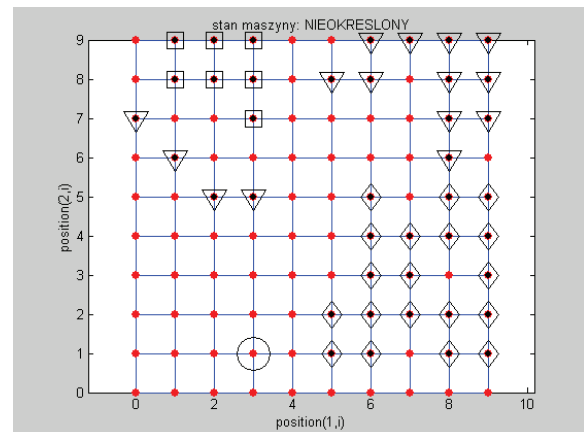 stan maszyny: NIEOKRESLONY
9
8
7
6
5
4
3
2
1
0
position(2,i)
0 2 4 6 8 10
position(1,i)